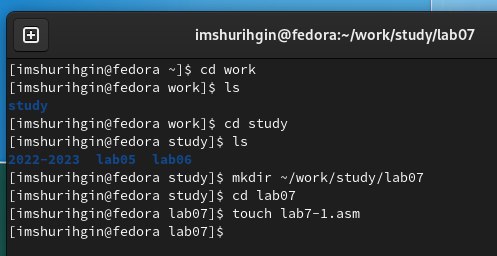 imshurihgin@fedora:~/work/study/lab07
[imshurihgin@fedora ~]$ cd work
[imshurihgin@fedora work]$ ls
study
[imshurihgin@fedora work]$ cd study
[imshurihgin@fedora study]$ ls
2022-2023  lab05  lab06
[imshurihgin@fedora study]$ mkdir ~/work/study/lab07
[imshurihgin@fedora study]$ cd lab07
[imshurihgin@fedora lab07]$ touch lab7-1.asm
[imshurihgin@fedora lab07]$